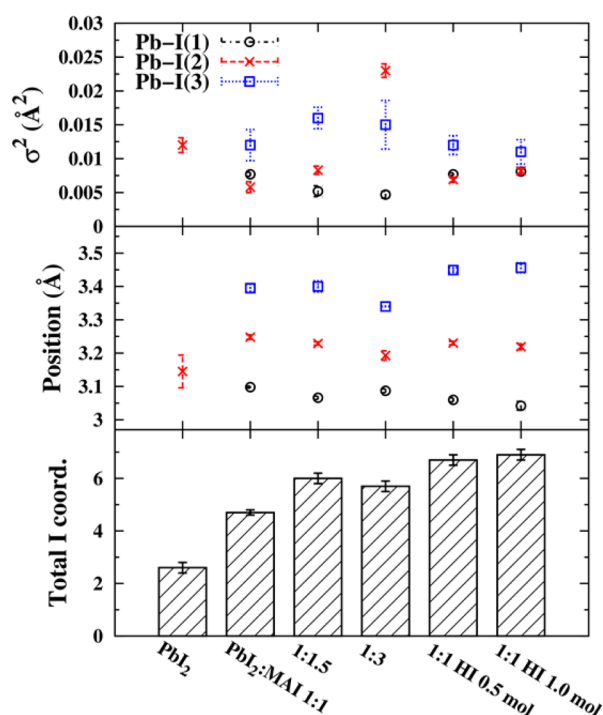 0.03
0.025
0.02
0.015
0.01
0.005
0
σ² (Å²)
Pb−I(1)
Pb−I(2)
Pb−I(3)
3.5
3.4
3.3
3.2
3.1
3
Position (Å)
6
4
2
0
Total I coord.
PbI₂
PbI₂:MAI 1:1
1:1.5
1:3
1:1 HI 0.5 mol
1:1 HI 1.0 mol